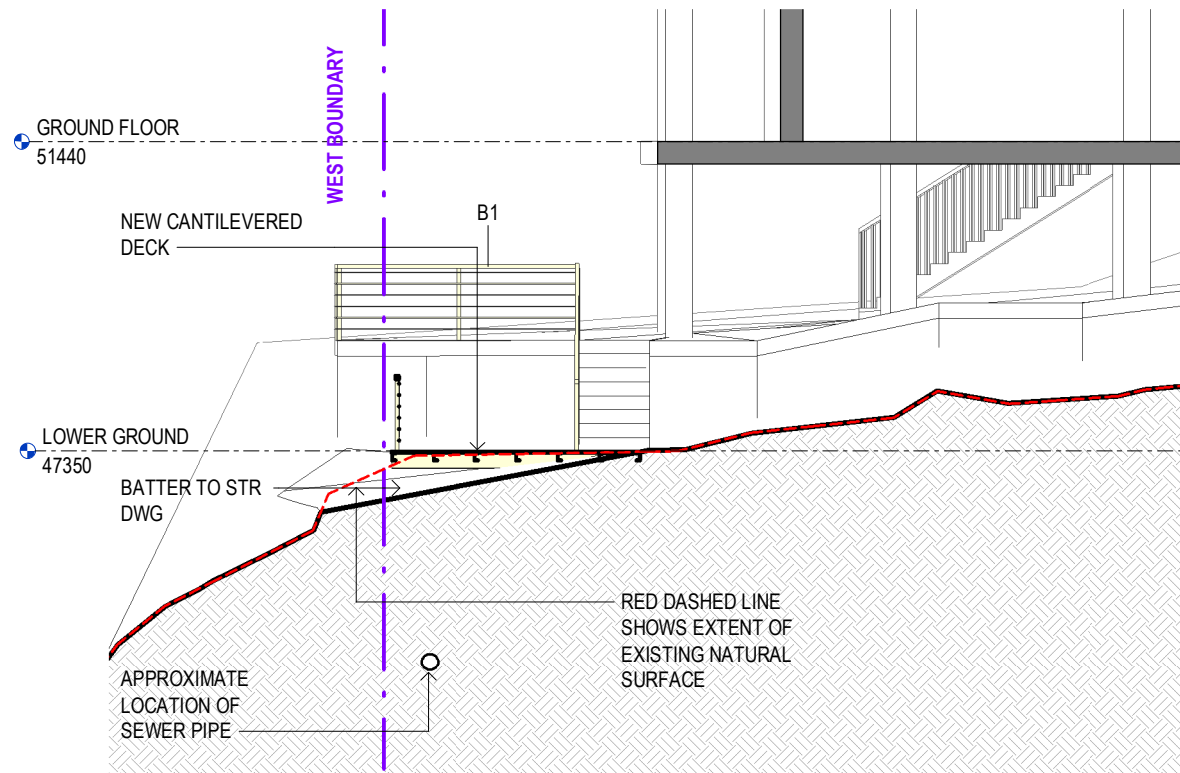 WEST BOUNDARY
GROUND FLOOR
51440
NEW CANTILEVERED
DECK
B1
LOWER GROUND
47350
BATTER TO STR
DWG
RED DASHED LINE
SHOWS EXTENT OF
EXISTING NATURAL
SURFACE
APPROXIMATE
LOCATION OF
SEWER PIPE